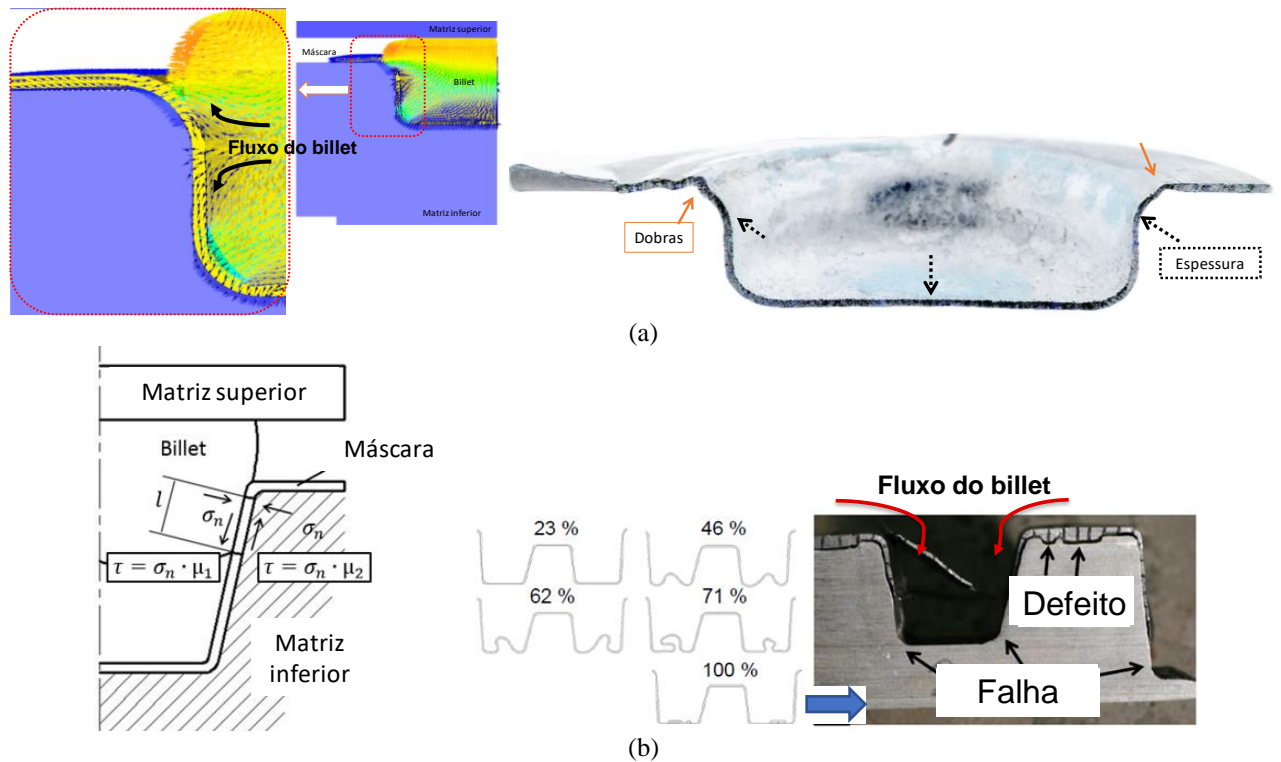 Matriz superior
Máscara
Billet
Fluxo do billet
Matriz inferior
Dobras
Espessura
(a)
Matriz superior
Billet
Máscara
l
σn
σn
τ = σn · μ1
τ = σn · μ2
Matriz
inferior
23 %
46 %
62 %
71 %
100 %
Fluxo do billet
Defeito
Falha
(b)